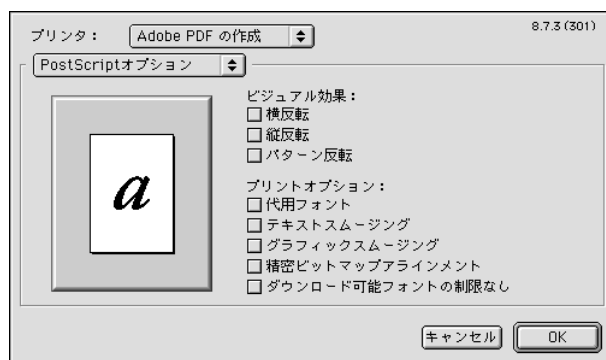 プリンタ： Adobe PDF の作成
8.7.3 (301)
PostScriptオプション
a
ビジュアル効果：
横反転
縦反転
パターン反転
プリントオプション：
代用フォント
テキストスムージング
グラフィックスムージング
精密ビットマップアラインメント
ダウンロード可能フォントの制限なし
キャンセル OK